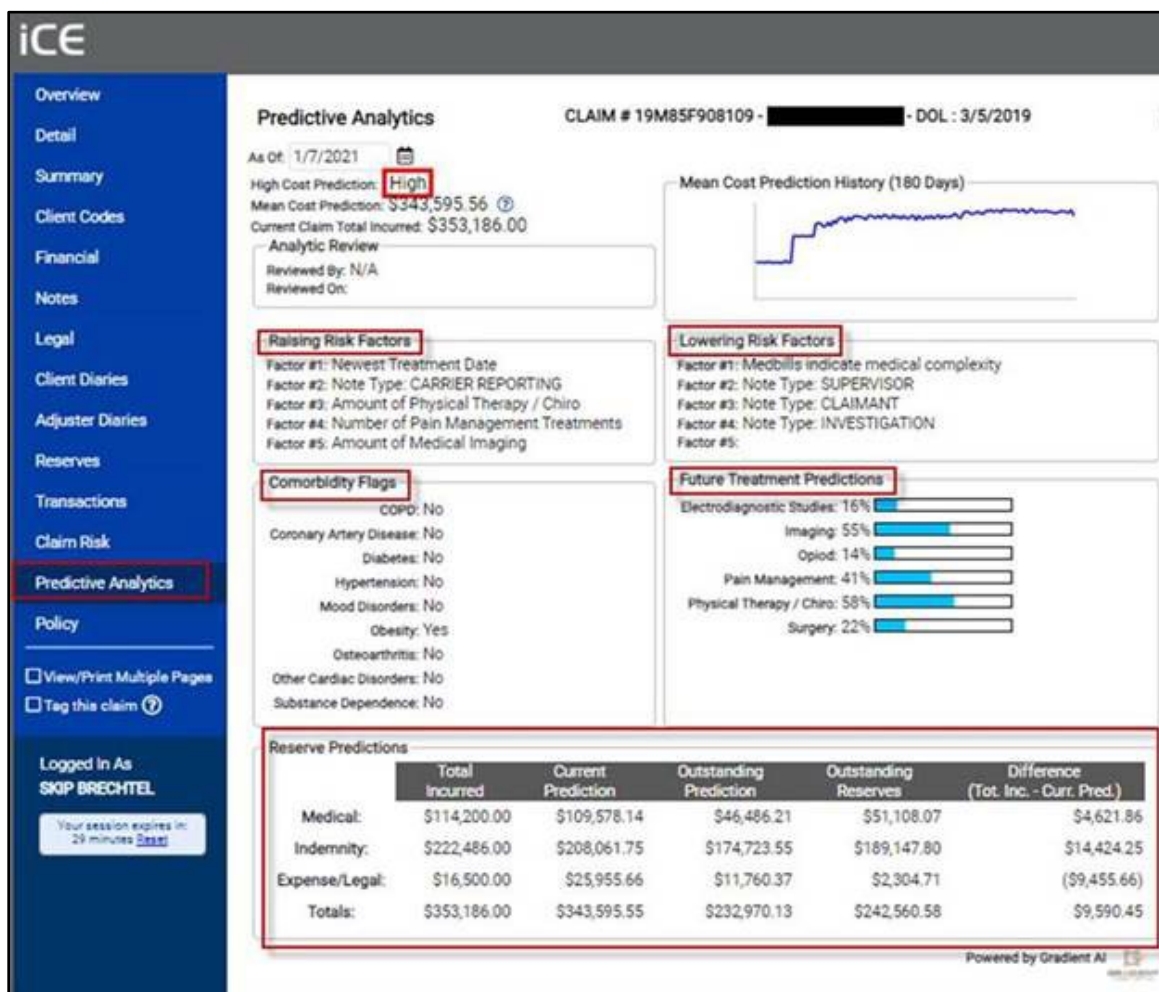 iCE
Overview
Detail
Summary
Client Codes
Financial
Notes
Legal
Client Diaries
Adjuster Diaries
Reserves
Transactions
Claim Risk
Predictive Analytics
Policy
View/Print Multiple Pages
Tag this claim ?
Logged In As
SKIP BRECHTEL
Your session expires in:
29 minutes Reset
Predictive Analytics
CLAIM # 19M85F908109 - - DOL : 3/5/2019
As Of: 1/7/2021
High Cost Prediction: High
Mean Cost Prediction: $343,595.56 ?
Current Claim Total Incurred: $353,186.00
Analytic Review
Reviewed By: N/A
Reviewed On:
Mean Cost Prediction History (180 Days)
Raising Risk Factors
Factor #1: Newest Treatment Date
Factor #2: Note Type: CARRIER REPORTING
Factor #3: Amount of Physical Therapy / Chiro
Factor #4: Number of Pain Management Treatments
Factor #5: Amount of Medical Imaging
Lowering Risk Factors
Factor #1: Medbills indicate medical complexity
Factor #2: Note Type: SUPERVISOR
Factor #3: Note Type: CLAIMANT
Factor #4: Note Type: INVESTIGATION
Factor #5:
Comorbidity Flags
COPD: No
Coronary Artery Disease: No
Diabetes: No
Hypertension: No
Mood Disorders: No
Obesity: Yes
Osteoarthritis: No
Other Cardiac Disorders: No
Substance Dependence: No
Future Treatment Predictions
Electrodiagnostic Studies: 16%
Imaging: 55%
Opiod: 14%
Pain Management: 41%
Physical Therapy / Chiro: 58%
Surgery: 22%
Reserve Predictions
Total Incurred Current Prediction Outstanding Prediction Outstanding Reserves Difference (Tot. Inc. - Curr. Pred.)
Medical: $114,200.00 $109,578.14 $46,486.21 $51,108.07 $4,621.86
Indemnity: $222,486.00 $208,061.75 $174,723.55 $189,147.80 $14,424.25
Expense/Legal: $16,500.00 $25,955.66 $11,760.37 $2,304.71 ($9,455.66)
Totals: $353,186.00 $343,595.55 $232,970.13 $242,560.58 $9,590.45
Powered by Gradient AI